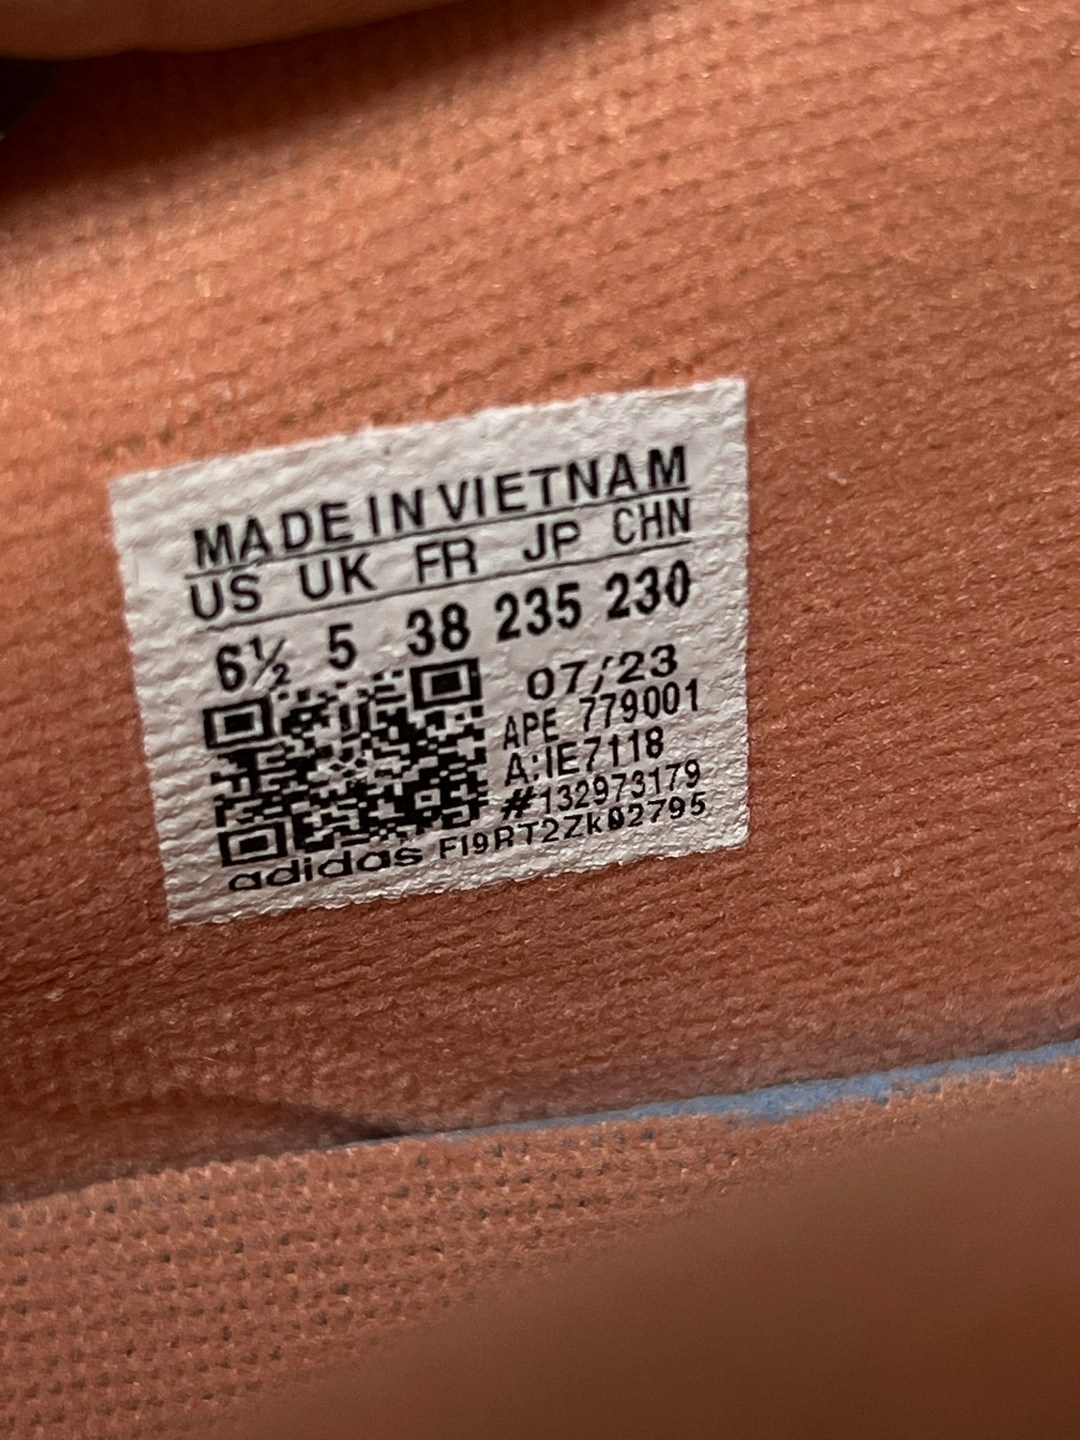 MADE IN VIETNAM
US UK FR JP CHN
6½ 5 38 235 230
07/23
APE 779001
A:IE7118
#132973179
adidas FI9RT2Zk02795